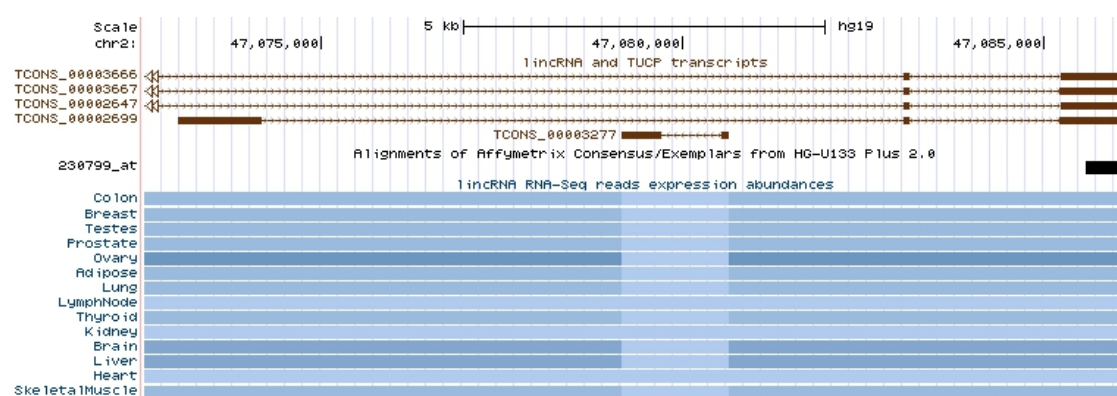 Scale 5 kb hg19
chr2: 47,075,000 47,080,000 47,085,000
lincRNA and TUCP transcripts
TCONS_00003666
TCONS_00003667
TCONS_00002647
TCONS_00002699
TCONS_00003277
Alignments of Affymetrix Consensus/Exemplars from HG-U133 Plus 2.0
230799_at
lincRNA RNA-Seq reads expression abundances
Colon
Breast
Testes
Prostate
Ovary
Adipose
Lung
LymphNode
Thyroid
Kidney
Brain
Liver
Heart
SkeletalMuscle